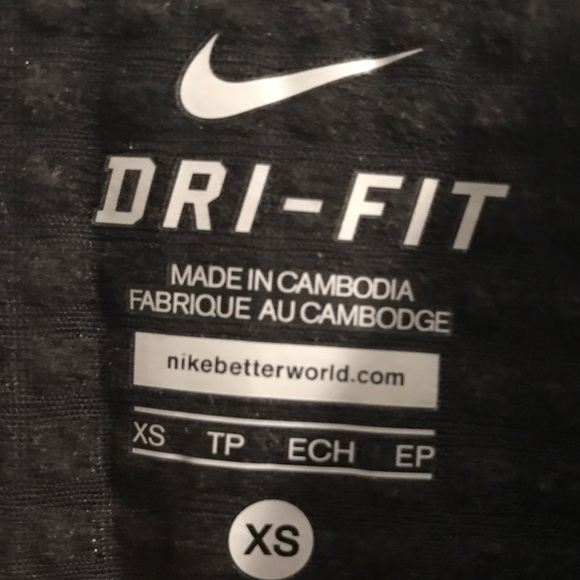 DRI-FIT
MADE IN CAMBODIA
FABRIQUE AU CAMBODGE
nikebetterworld.com
XS TP ECH EP
XS